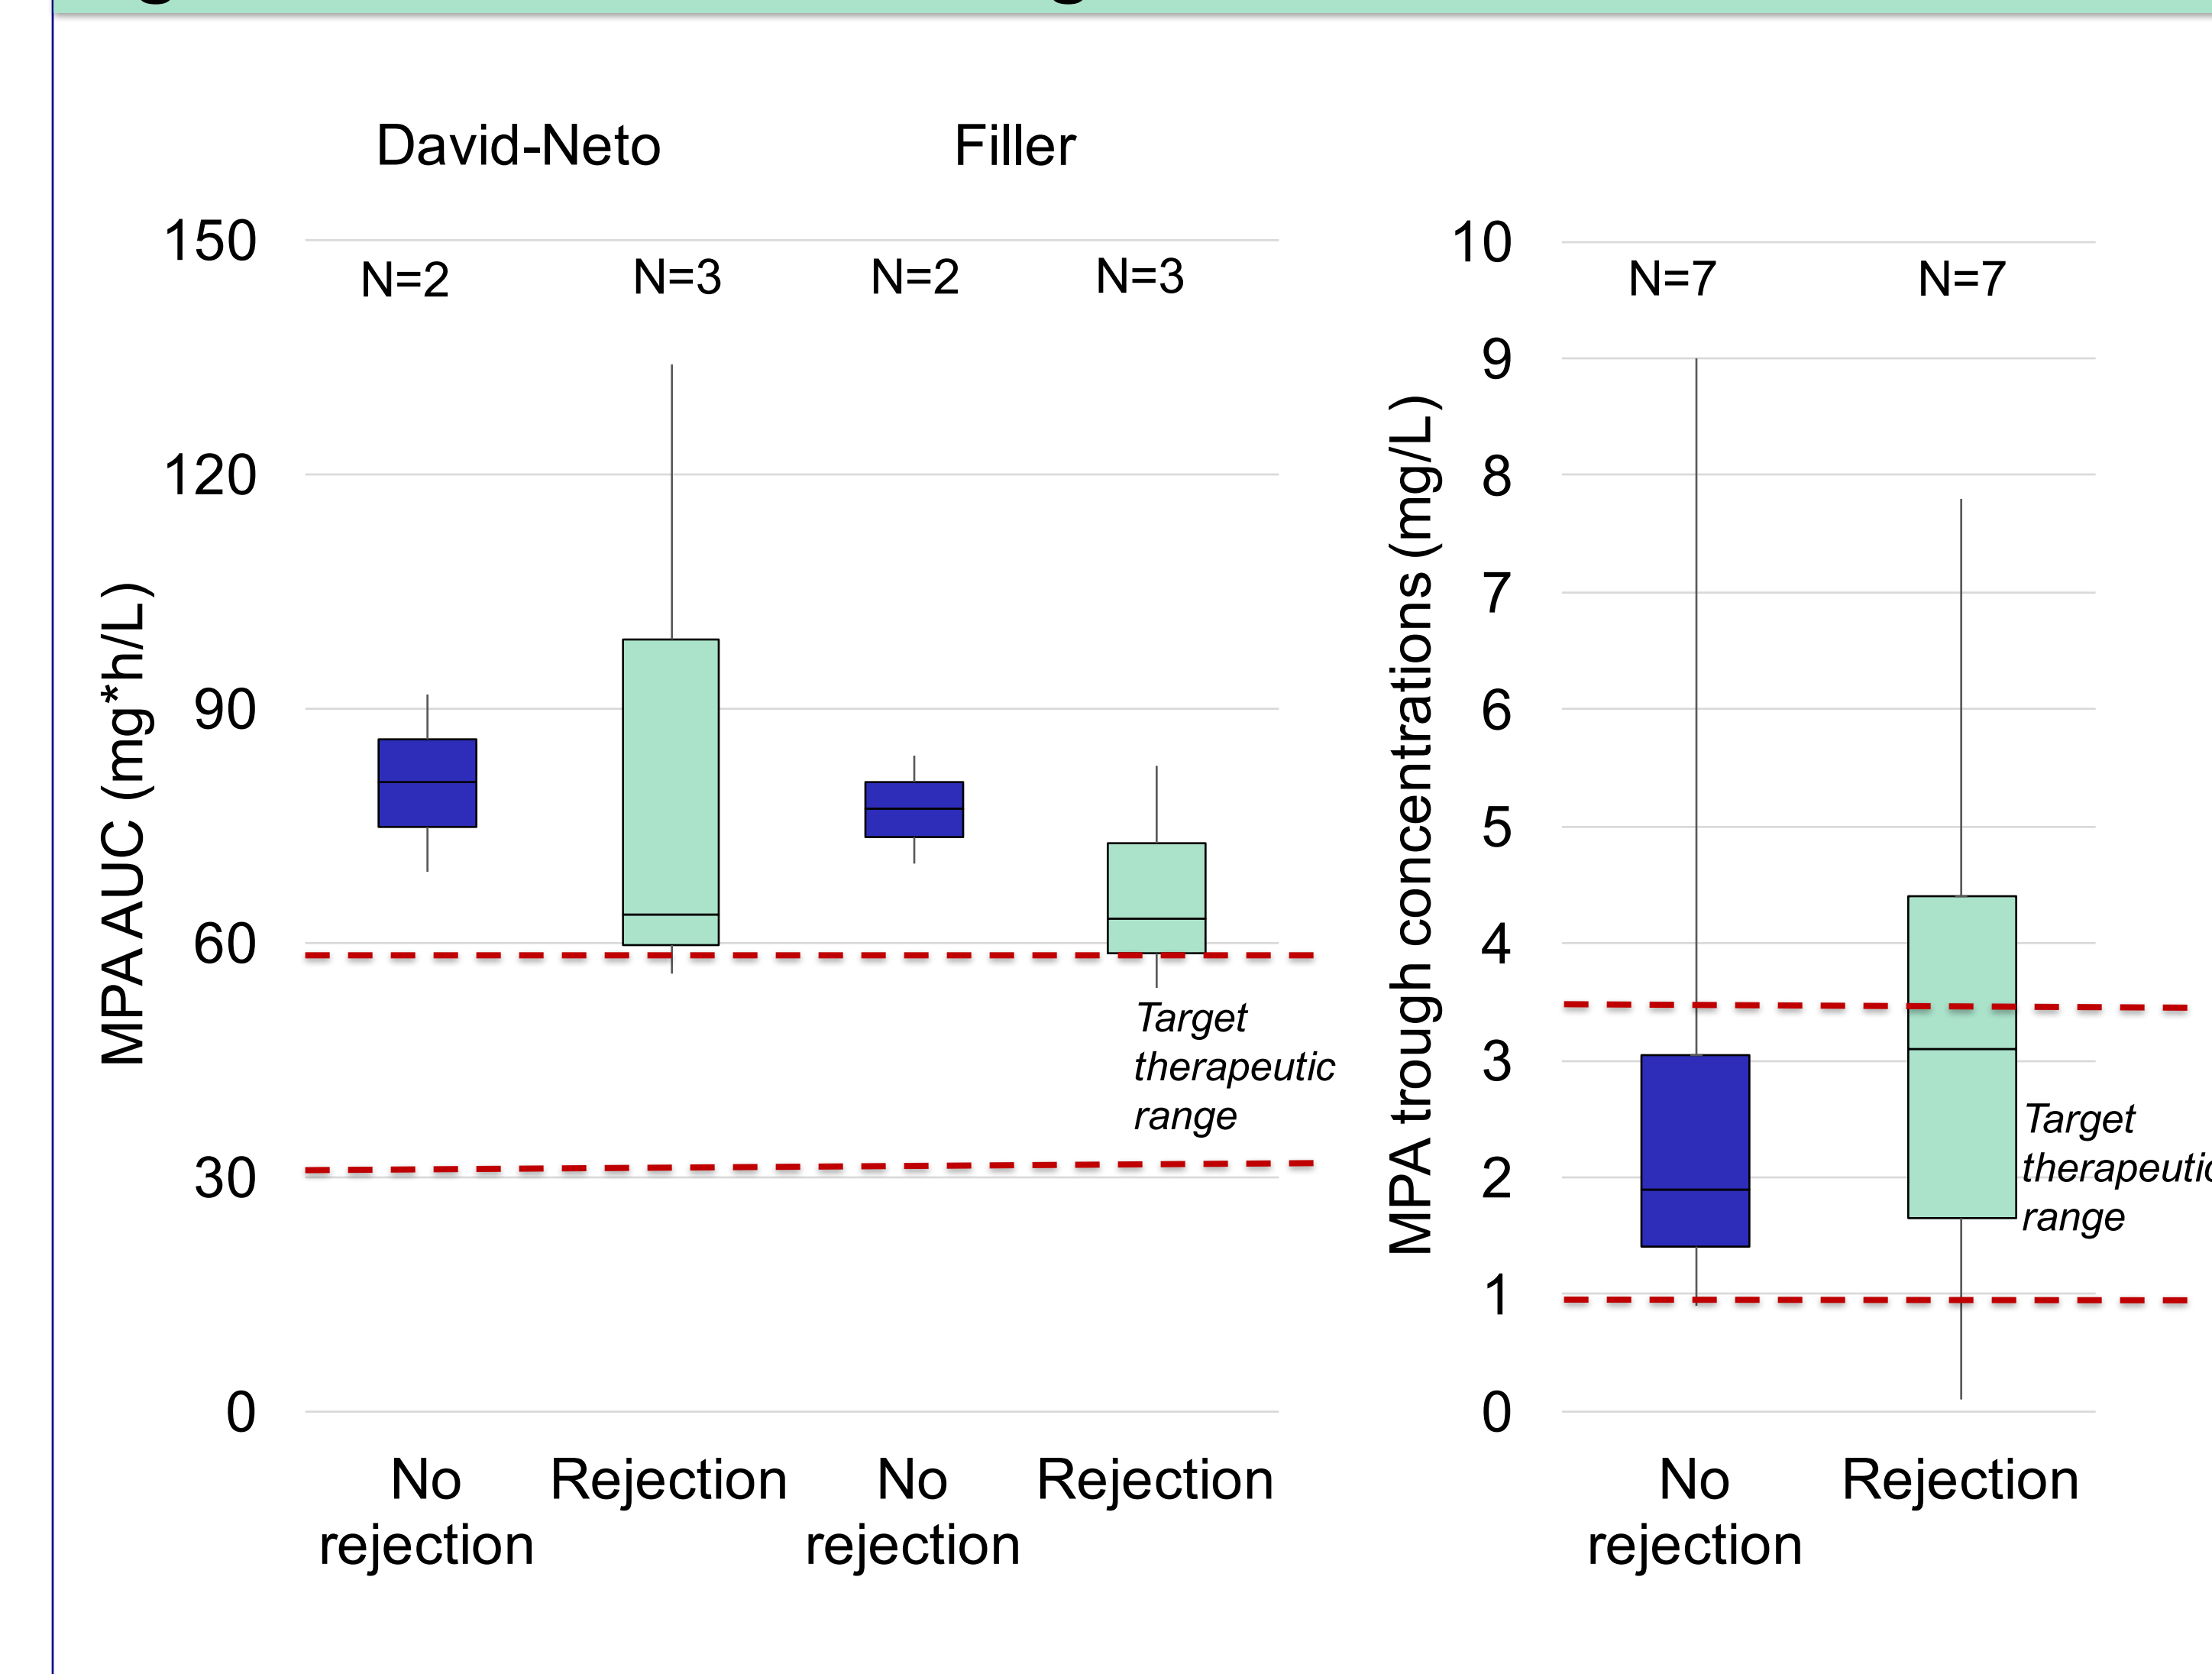 David-Neto
Filler
150
120
90
60
30
0
MPA AUC (mg*h/L)
N=2
N=3
N=2
N=3
Target
therapeutic
range
No
rejection
Rejection
No
rejection
Rejection
10
9
8
7
6
5
4
3
2
1
0
MPA trough concentrations (mg/L)
N=7
N=7
Target
therapeutic
range
No
rejection
Rejection